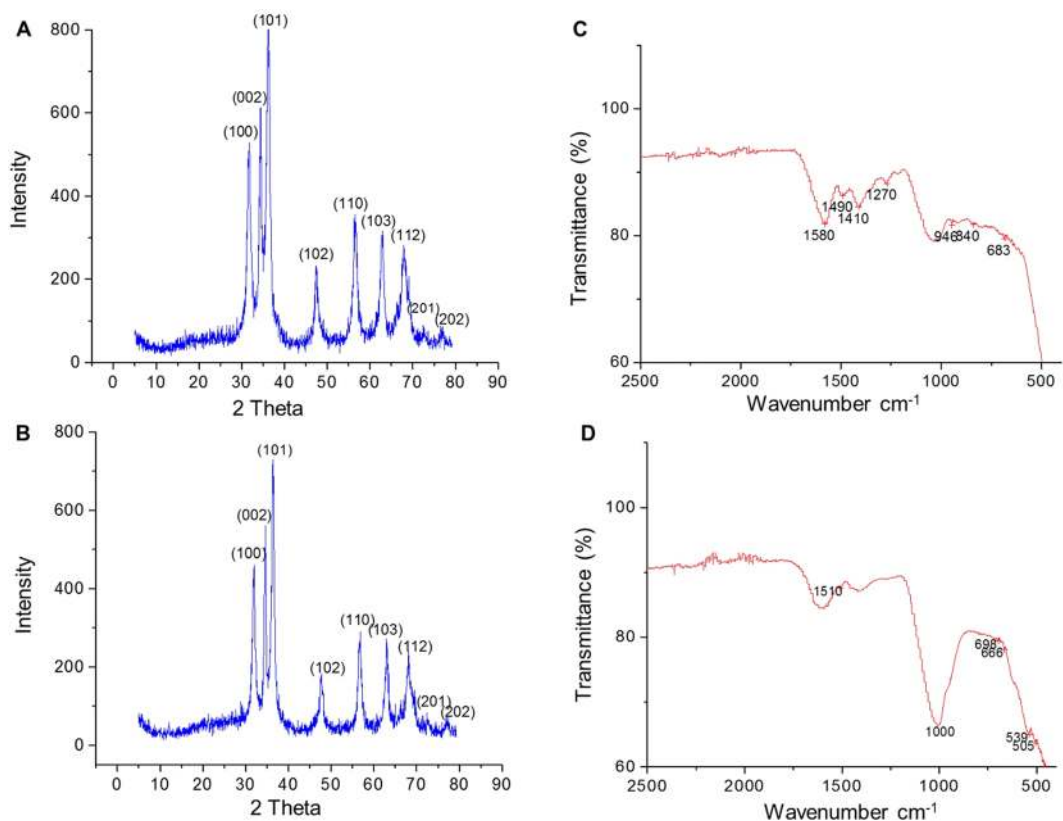 A
Intensity
800
600
400
200
0
(100)
(002)
(101)
(102)
(110)
(103)
(112)
(201)
(202)
0 10 20 30 40 50 60 70 80 90
2 Theta
C
Transmittance (%)
100
80
60
1580
1490
1410
1270
946
840
683
2500 2000 1500 1000 500
Wavenumber cm-1
B
Intensity
800
600
400
200
0
(100)
(002)
(101)
(102)
(110)
(103)
(112)
(201)
(202)
0 10 20 30 40 50 60 70 80 90
2 Theta
D
Transmittance (%)
100
80
60
1510
1000
698
666
539
505
2500 2000 1500 1000 500
Wavenumber cm-1